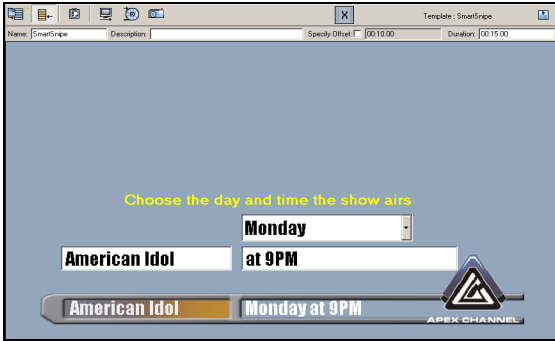 X
Template : SmartSnipe
Name: SmartSnipe Description: Specify Offset: 00:10.00 Duration: 00:15.00
Choose the day and time the show airs
Monday
American Idol at 9PM
American Idol Monday at 9PM
APEX CHANNEL